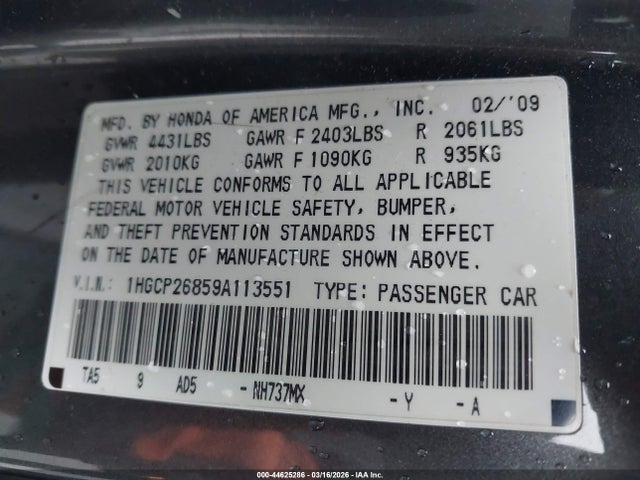 MFD. BY HONDA OF AMERICA MFG., INC. 02/'09
GVWR 4431LBS GAWR F 2403LBS R 2061LBS
GVWR 2010KG GAWR F 1090KG R 935KG
THIS VEHICLE CONFORMS TO ALL APPLICABLE
FEDERAL MOTOR VEHICLE SAFETY, BUMPER,
AND THEFT PREVENTION STANDARDS IN EFFECT
ON THE DATE OF MANUFACTURE SHOWN ABOVE.
V.I.N.: 1HGCP26859A113551 TYPE: PASSENGER CAR
TA5 9 AD5 - NH737MX - Y - A
000-44625286 - 03/16/2026 - IAA Inc.